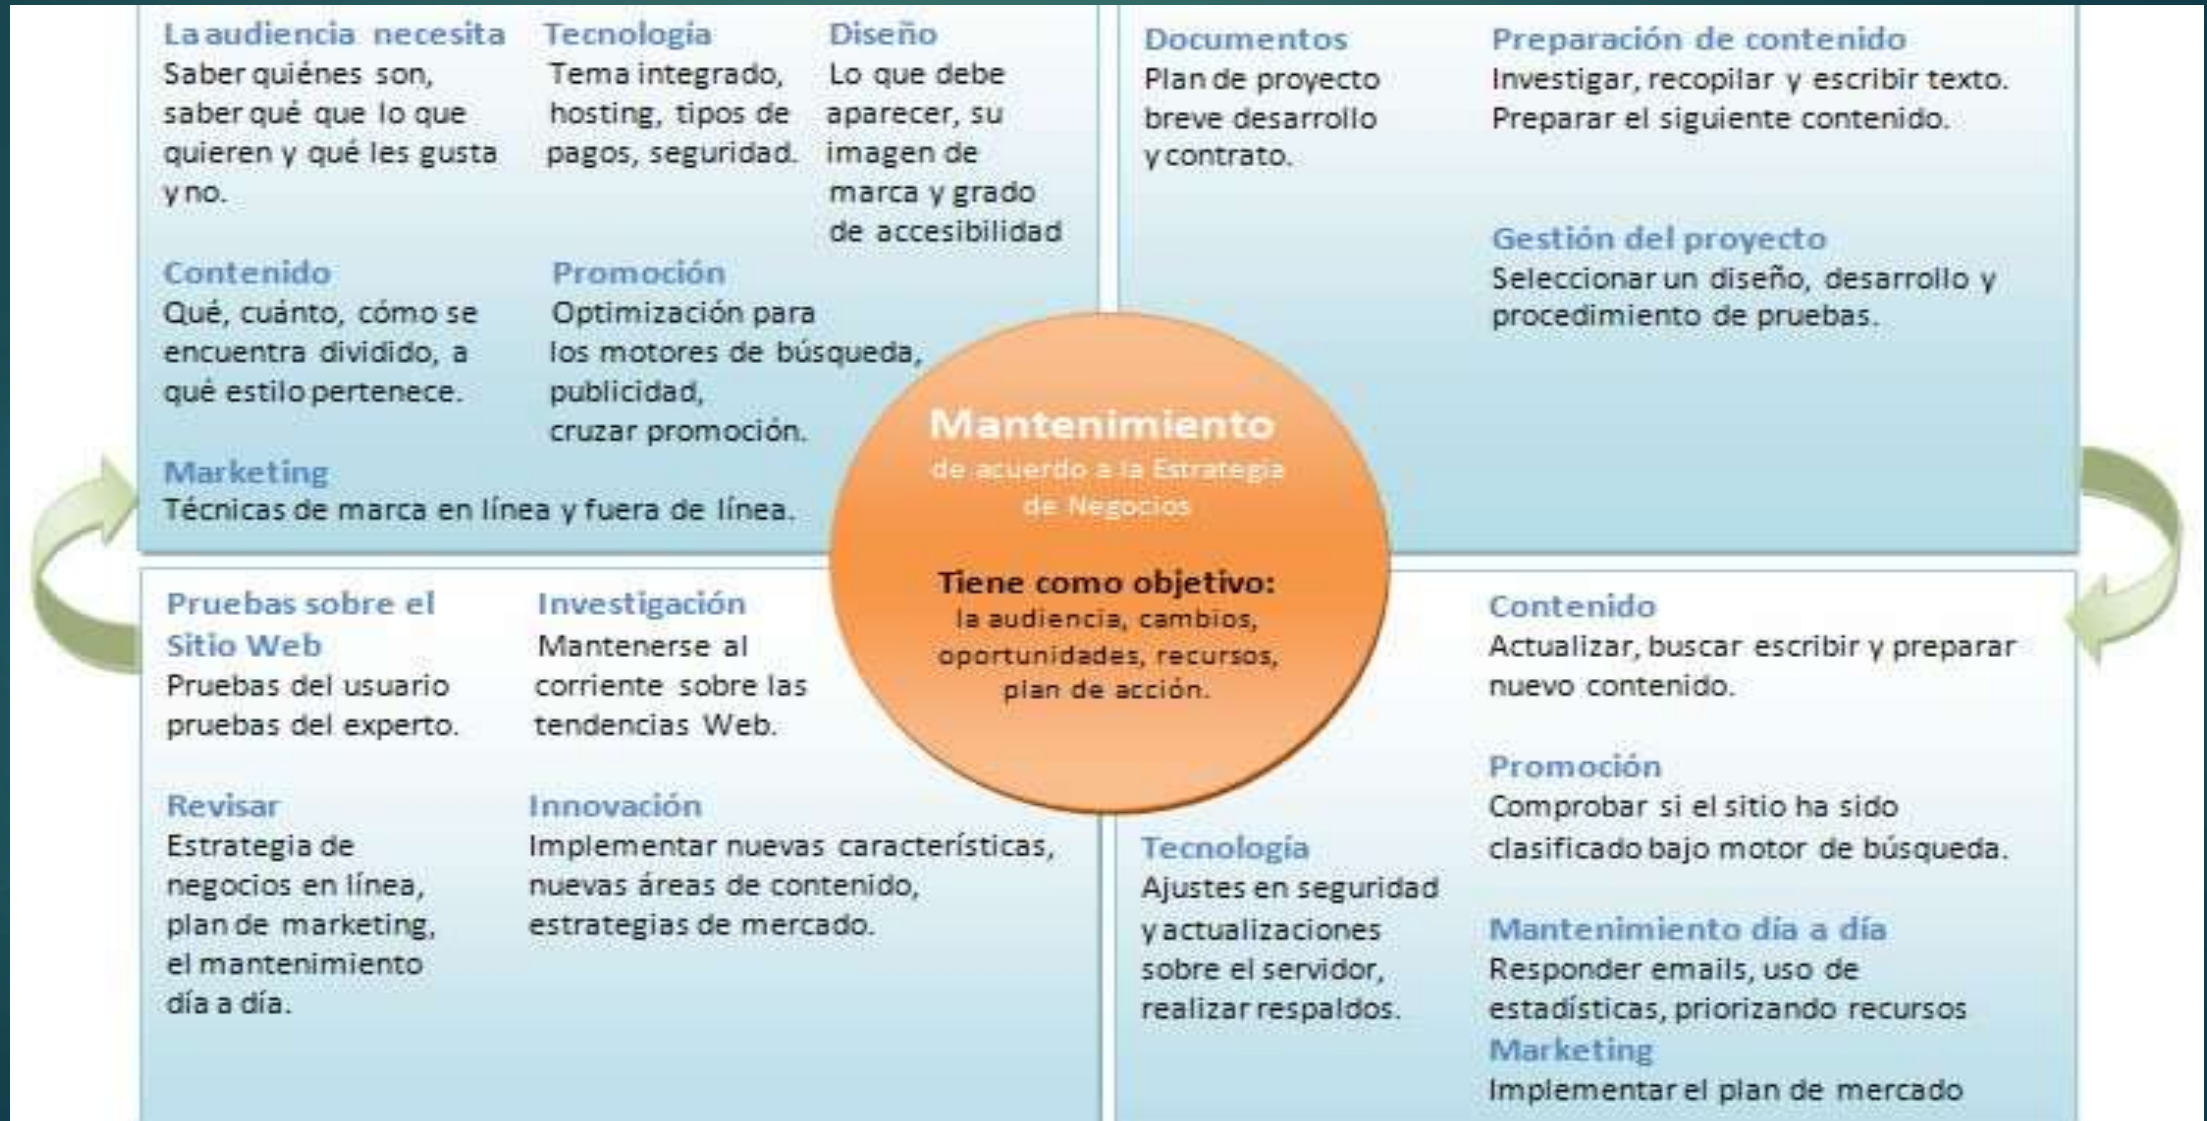 La audiencia necesita
Saber quiénes son,
saber qué que lo que
quieren y qué les gusta
y no.
Tecnología
Tema integrado,
hosting, tipos de
pagos, seguridad.
Diseño
Lo que debe
aparecer, su
imagen de
marca y grado
de accesibilidad
Contenido
Qué, cuánto, cómo se
encuentra dividido, a
qué estilo pertenece.
Promoción
Optimización para
los motores de búsqueda,
publicidad,
cruzar promoción.
Marketing
Técnicas de marca en línea y fuera de línea.
Documentos
Plan de proyecto
breve desarrollo
y contrato.
Preparación de contenido
Investigar, recopilar y escribir texto.
Preparar el siguiente contenido.
Gestión del proyecto
Seleccionar un diseño, desarrollo y
procedimiento de pruebas.
Mantenimiento
de acuerdo a la Estrategia
de Negocios
Tiene como objetivo:
la audiencia, cambios,
oportunidades, recursos,
plan de acción.
Pruebas sobre el
Sitio Web
Pruebas del usuario
pruebas del experto.
Investigación
Mantenerse al
corriente sobre las
tendencias Web.
Revisar
Estrategia de
negocios en línea,
plan de marketing,
el mantenimiento
día a día.
Innovación
Implementar nuevas características,
nuevas áreas de contenido,
estrategias de mercado.
Tecnología
Ajustes en seguridad
y actualizaciones
sobre el servidor,
realizar respaldos.
Contenido
Actualizar, buscar escribir y preparar
nuevo contenido.
Promoción
Comprobar si el sitio ha sido
clasificado bajo motor de búsqueda.
Mantenimiento día a día
Responder emails, uso de
estadísticas, priorizando recursos
Marketing
Implementar el plan de mercado